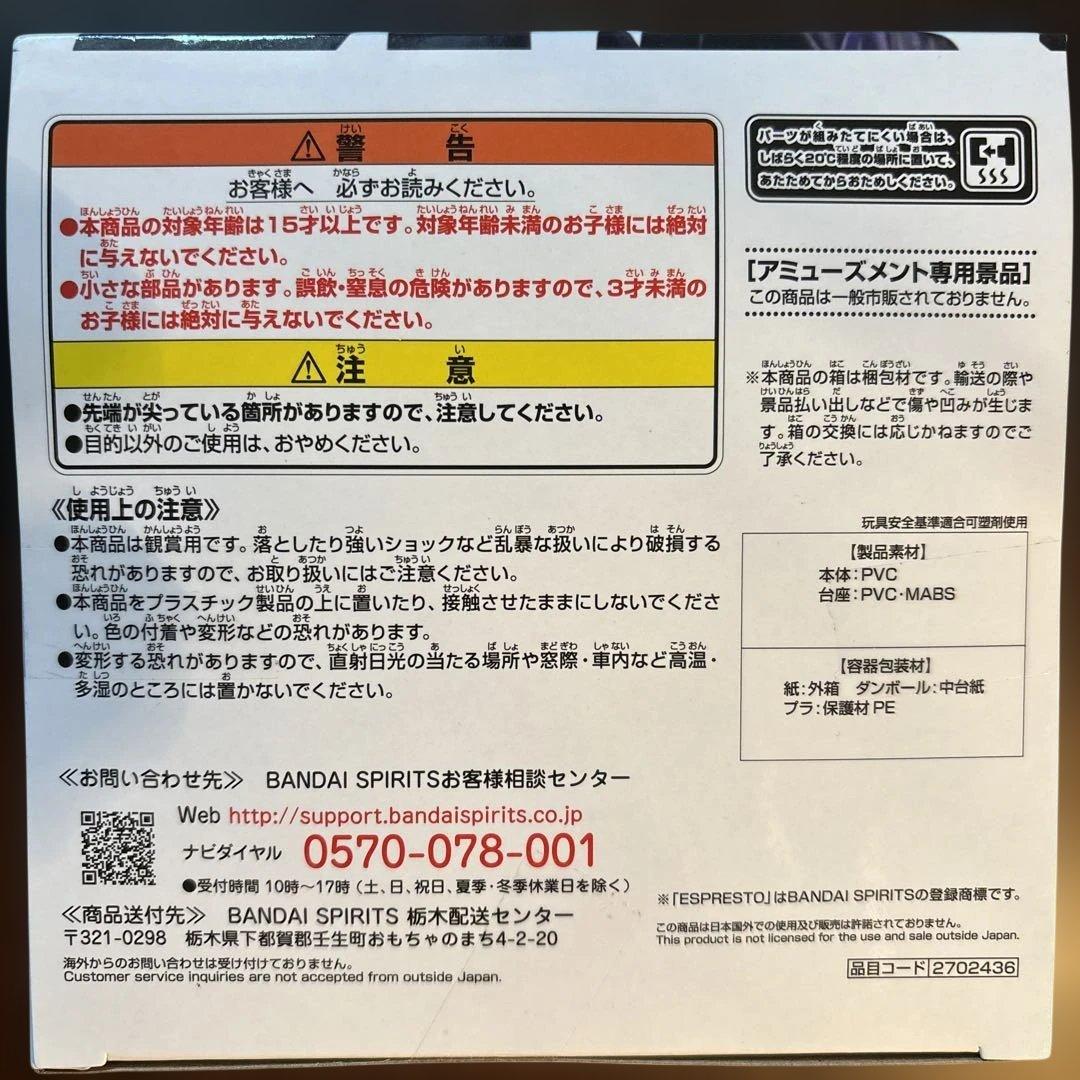 ⚠警告
お客様へ 必ずお読みください。
●本商品の対象年齢は15才以上です。対象年齢未満のお子様には絶対
に与えないでください。
●小さな部品があります。誤飲・窒息の危険がありますので、3才未満の
お子様には絶対に与えないでください。
⚠注意
●先端が尖っている箇所がありますので、注意してください。
●目的以外のご使用は、おやめください。
パーツが組みたてにくい場合は、
しばらく20℃程度の場所に置いて、
あたためてからおためしください。
[アミューズメント専用景品]
この商品は一般市販されておりません。
※本商品の箱は梱包材です。輸送の際や
景品払い出しなどで傷や凹みが生じま
す。箱の交換には応じかねますのでご
了承ください。
《使用上の注意》
●本商品は観賞用です。落としたり強いショックなど乱暴な扱いにより破損する
恐れがありますので、お取り扱いにはご注意ください。
●本商品をプラスチック製品の上に置いたり、接触させたままにしないでくださ
い。色の付着や変形などの恐れがあります。
●変形する恐れがありますので、直射日光の当たる場所や窓際・車内など高温・
多湿のところには置かないでください。
玩具安全基準適合可塑剤使用
【製品素材】
本体:PVC
台座:PVC・MABS
【容器包装材】
紙:外箱 ダンボール:中台紙
プラ:保護材PE
≪お問い合わせ先≫ BANDAI SPIRITSお客様相談センター
Web http://support.bandaispirits.co.jp
ナビダイヤル 0570-078-001
●受付時間 10時~17時(土、日、祝日、夏季・冬季休業日を除く)
≪商品送付先≫ BANDAI SPIRITS 栃木配送センター
〒321-0298 栃木県下都賀郡壬生町おもちゃのまち4-2-20
海外からのお問い合わせは受け付けておりません。
Customer service inquiries are not accepted from outside Japan.
※「ESPRESTO」はBANDAI SPIRITSの登録商標です。
この商品は日本国外での使用及び販売は許諾されておりません。
This product is not licensed for the use and sale outside Japan.
品目コード 2702436